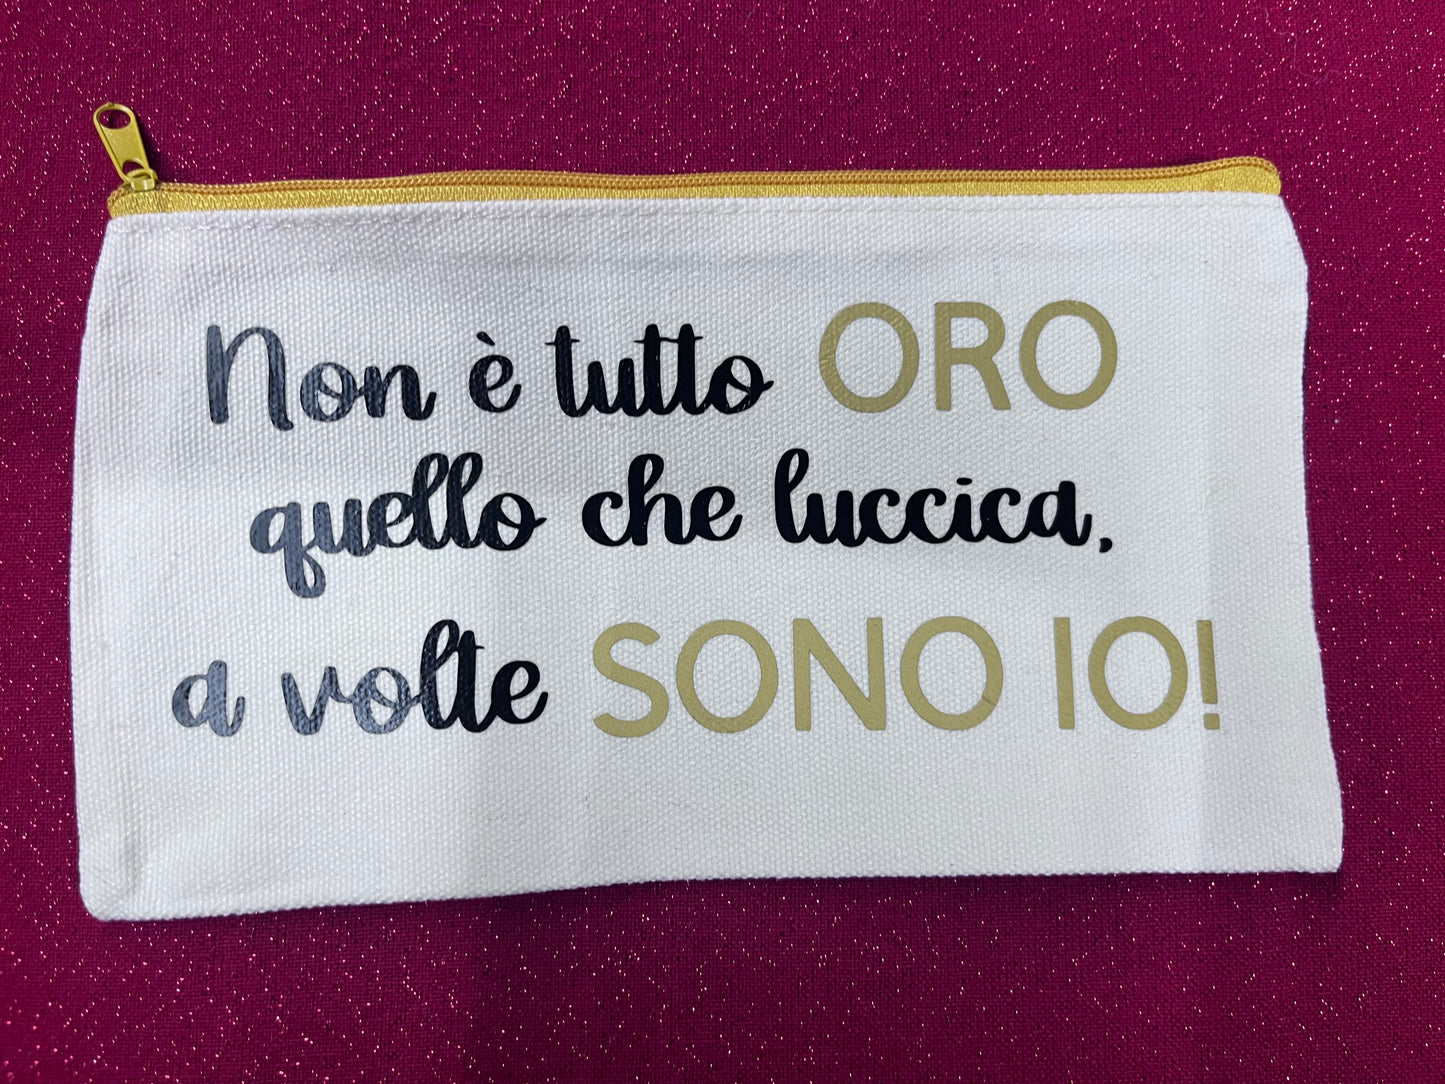 Non è tutto ORO
quello che luccica,
a volte SONO IO!